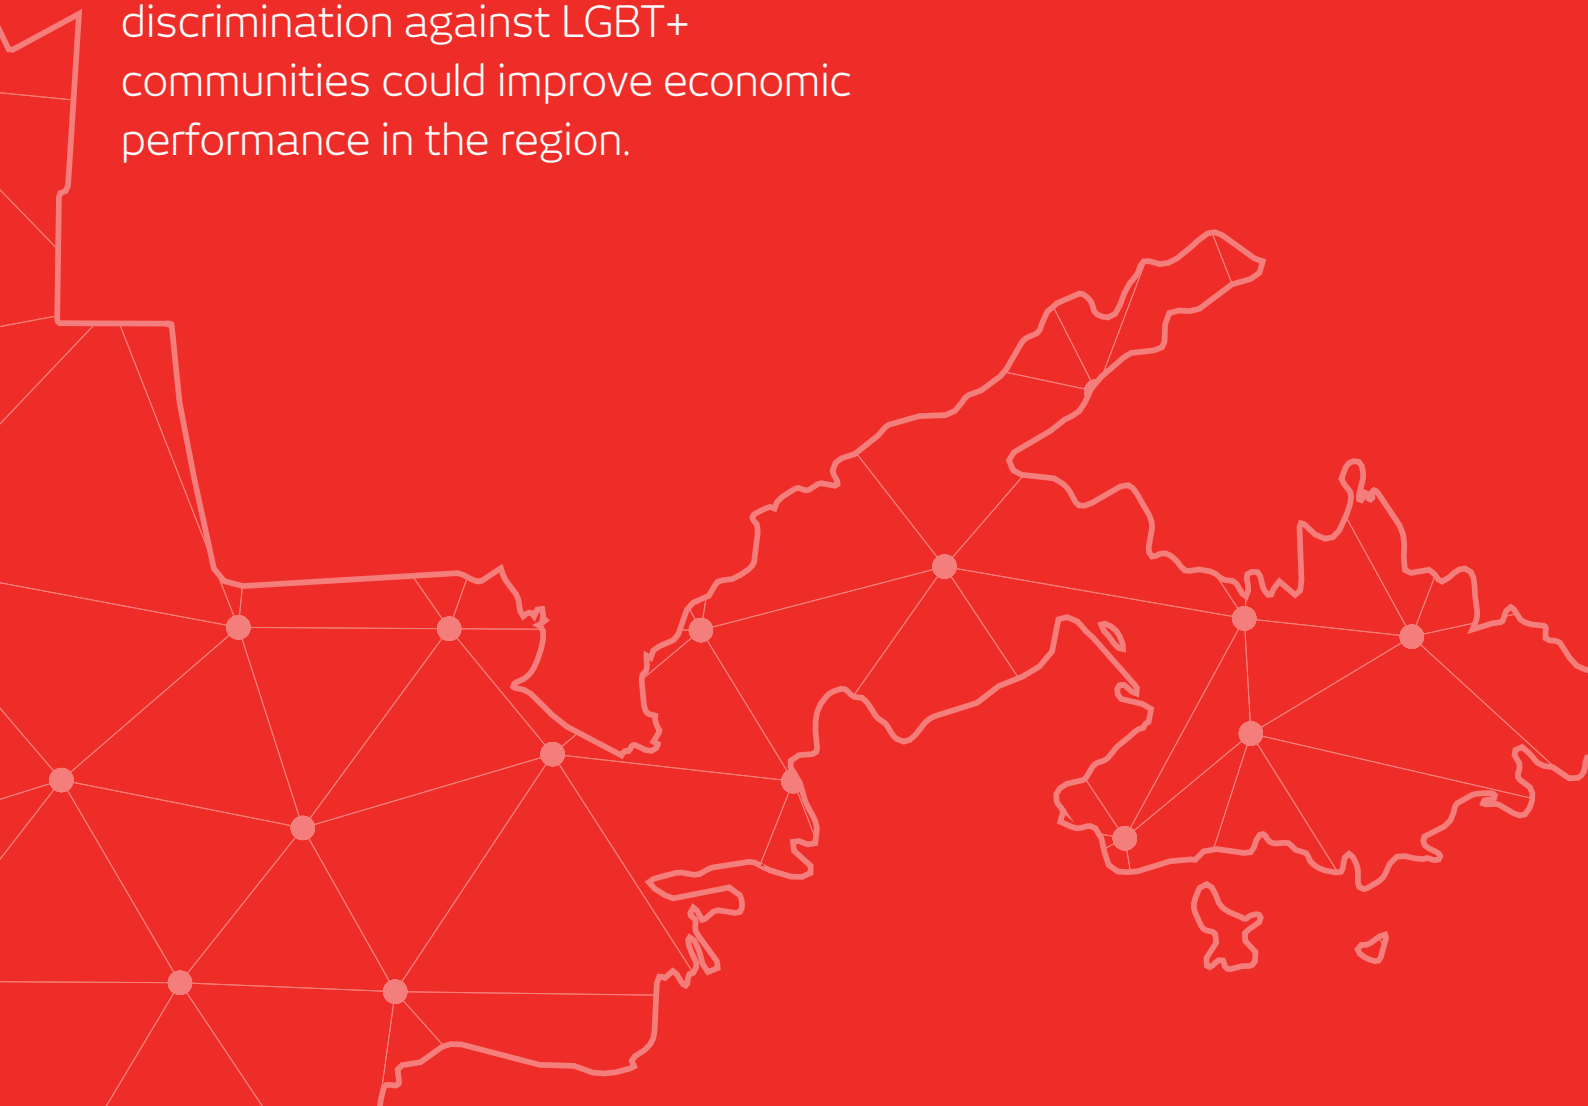 discrimination against LGBT+
communities could improve economic
performance in the region.